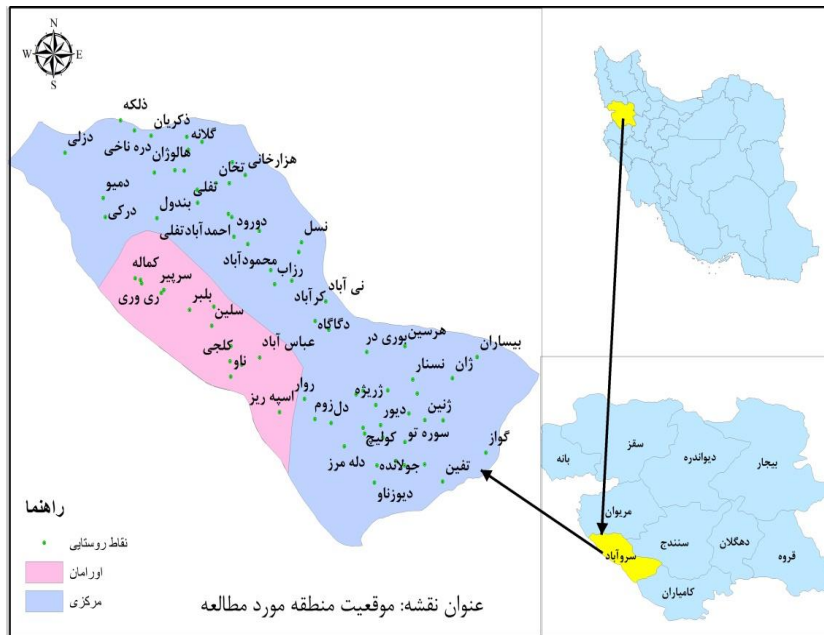 N
W E
S
ذلکه
ذکریان
گلانه
دزلی
دره ناخی
هالوژان
هزارخانی
تخان
تفلی
دمیو
بندول
درکی
دورود
احمدآبادتفلی
نسل
محمودآباد
رزاب
کماله
سرپیر
ری وری
نی آباد
کرآباد
بلبر
سلین
دگاگاه
هرسین
بوری در
بیساران
عباس آباد
کلجی
ناو
نسنار
ژان
روار
ژریژه
اسپه ریز
دل زوم
دیور
ژنین
کولیچ
سوره تو
گواز
دله مرز
جولانده
تفین
دیوزناو
راهنما
نقاط روستایی
اورامان
مرکزی
عنوان نقشه: موقعیت منطقه مورد مطالعه
بانه
سقز
دیواندره
بیجار
مریوان
سنندج
دهگلان
قروه
سروآباد
کامیاران